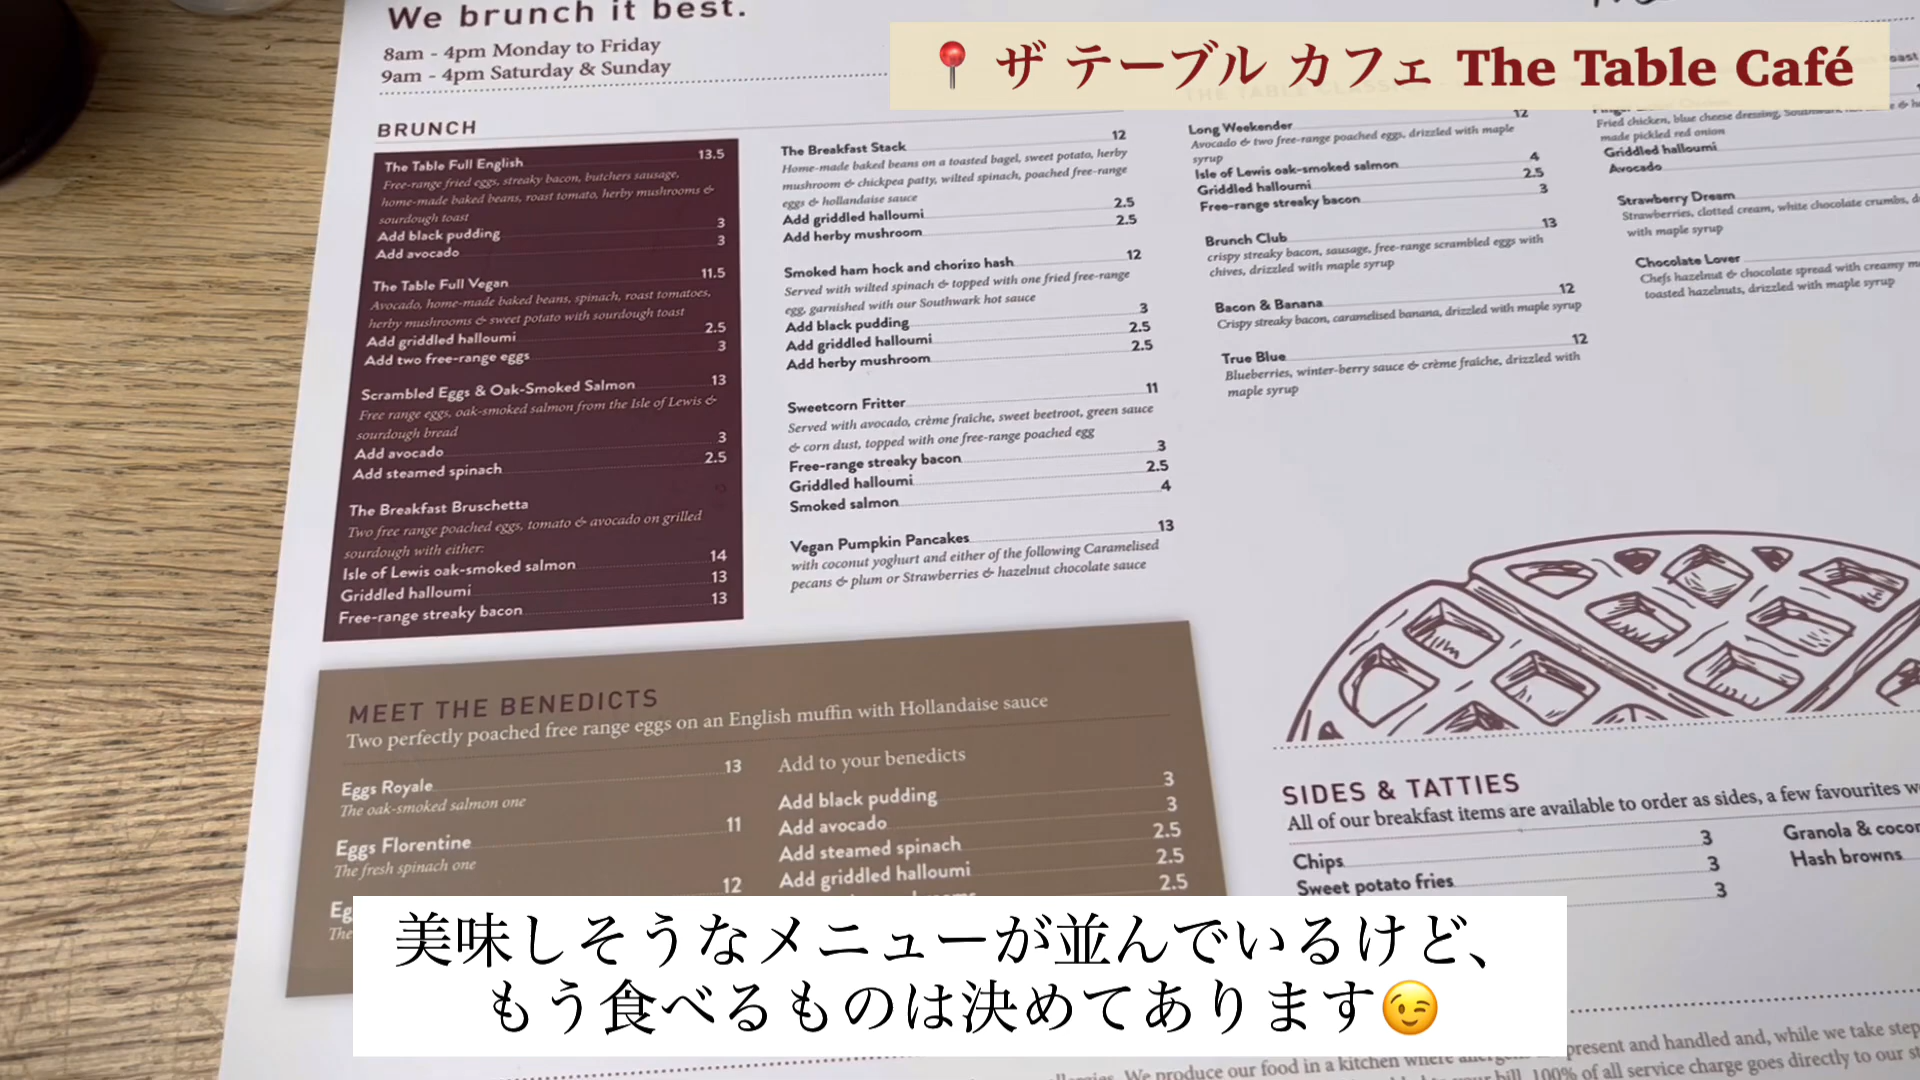 We brunch it best.
8am - 4pm Monday to Friday
9am - 4pm Saturday & Sunday
📍 ザ テーブル カフェ The Table Café
BRUNCH
The Table Full English 13.5
Free-range fried eggs, streaky bacon, butchers sausage,
home-made baked beans, roast tomato, herby mushrooms &
sourdough toast
Add black pudding 3
Add avocado 3
The Table Full Vegan 11.5
Avocado, home-made baked beans, spinach, roast tomatoes,
herby mushrooms & sweet potato with sourdough toast
Add griddled halloumi 2.5
Add two free-range eggs 3
Scrambled Eggs & Oak-Smoked Salmon 13
Free range eggs, oak-smoked salmon from the Isle of Lewis &
sourdough bread
Add avocado 3
Add steamed spinach 2.5
The Breakfast Bruschetta
Two free range poached eggs, tomato & avocado on grilled
sourdough with either:
Isle of Lewis oak-smoked salmon 14
Griddled halloumi 13
Free-range streaky bacon 13
The Breakfast Stack 12
Home-made baked beans on a toasted bagel, sweet potato, herby
mushroom & chickpea patty, wilted spinach, poached free-range
eggs & hollandaise sauce
Add griddled halloumi 2.5
Add herby mushroom 2.5
Smoked ham hock and chorizo hash 12
Served with wilted spinach & topped with one fried free-range
egg, garnished with our Southwark hot sauce
Add black pudding 3
Add griddled halloumi 2.5
Add herby mushroom 2.5
Sweetcorn Fritter 11
Served with avocado, crème fraîche, sweet beetroot, green sauce
& corn dust, topped with one free-range poached egg
Free-range streaky bacon 3
Griddled halloumi 2.5
Smoked salmon 4
Vegan Pumpkin Pancakes 13
with coconut yoghurt and either of the following Caramelised
pecans & plum or Strawberries & hazelnut chocolate sauce
Long Weekender 12
Avocado & two free-range poached eggs, drizzled with maple
syrup
Isle of Lewis oak-smoked salmon 4
Griddled halloumi 2.5
Free-range streaky bacon 3
Brunch Club 13
crispy streaky bacon, sausage, free-range scrambled eggs with
chives, drizzled with maple syrup
Bacon & Banana 12
Crispy streaky bacon, caramelised banana, drizzled with maple syrup
True Blue 12
Blueberries, winter-berry sauce & crème fraîche, drizzled with
maple syrup
Fried chicken, blue cheese dressing,
made pickled red onion
Griddled halloumi
Avocado
Strawberry Dream
Strawberries, clotted cream, white chocolate crumbs,
with maple syrup
Chocolate Lover
Chefs hazelnut & chocolate spread with creamy
toasted hazelnuts, drizzled with maple syrup
MEET THE BENEDICTS
Two perfectly poached free range eggs on an English muffin with Hollandaise sauce
Eggs Royale 13
The oak-smoked salmon one
Eggs Florentine 11
The fresh spinach one
12
Add to your benedicts
Add black pudding 3
Add avocado 3
Add steamed spinach 2.5
Add griddled halloumi 2.5
2.5
SIDES & TATTIES
All of our breakfast items are available to order as sides, a few favourites
Chips 3
Sweet potato fries 3
3
Granola &
Hash browns
美味しそうなメニューが並んでいるけど、
もう食べるものは決めてあります😉
present and handled and, while we take
We produce our food in a kitchen where
bill. 100% of all service charge goes directly to our